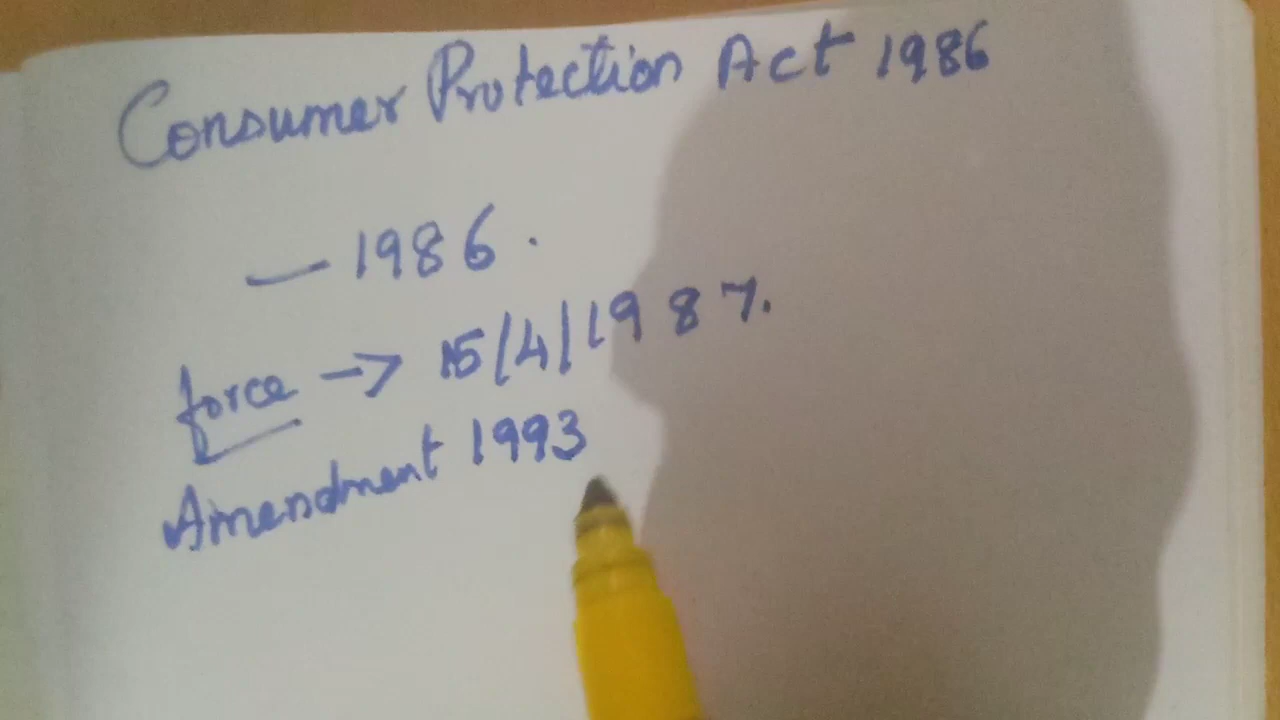 Consumer Protection Act 1986
— 1986.
force → 15/4/1987.
Amendment 1993